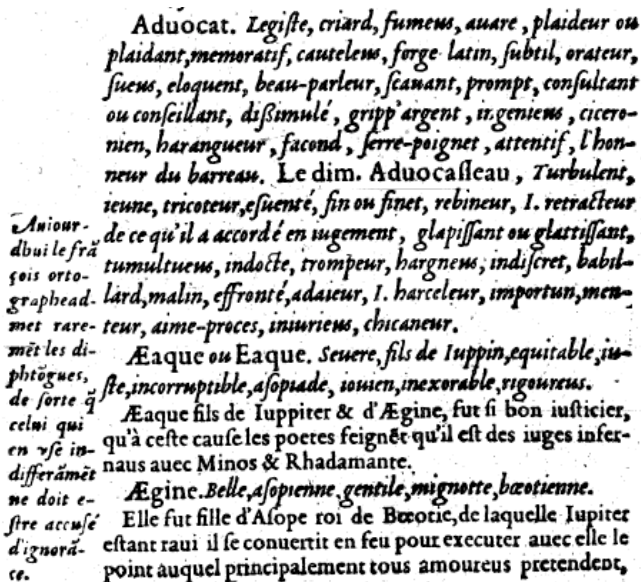 Aduocat. Legiſte, criard, fumeus, auare, plaideur ou
plaidant, memoratif, cauteleus, forge-latin, ſubtil, orateur,
ſueus, eloquent, beau-parleur, ſcauant, prompt, conſultant
ou conſeillant, diſsimulé, gripp'argent, ingenieus, cicero-
nien, harangueur, facond, ſerre-poignet, attentif, l'hon-
neur du barreau. Le dim. Aduocaſſeau, Turbulent,
ieune, tricoteur, eſuenté, fin ou finet, rebineur, I. retracteur
de ce qu'il a accordé en iugement, glapiſſant ou glattiſſant,
tumultueus, indocte, trompeur, hargneus, indiſcret, babil-
lard, malin, effronté, adaieur, I. harceleur, importun, men-
teur, aime-proces, iniurieus, chicaneur.
Æaque ou Eaque. Seuere, fils de Iuppin, equitable, iu-
ſte, incorruptible, aſopiade, iouien, inexorable, rigoureus.
Æaque fils de Iuppiter & d'Ægine, fut ſi bon iuſticier,
qu'à ceſte cauſe les poetes feignẽt qu'il eſt des iuges infer-
naus auec Minos & Rhadamante.
Ægine. Belle, aſopienne, gentile, mignotte, bœotienne.
Elle fut fille d'Aſope roi de Bœotie, de laquelle Iupiter
eſtant raui il ſe conuertit en feu pour executer auec elle le
point auquel principalement tous amoureus pretendent,
Auiour-
dhui le frã
çois orto-
graphe ad-
met rare-
mẽt les di-
phtõgues,
de ſorte q̃
celui qui
en vſe in-
differãmẽt
ne doit e-
ſtre accuſé
d'ignorã-
ce.